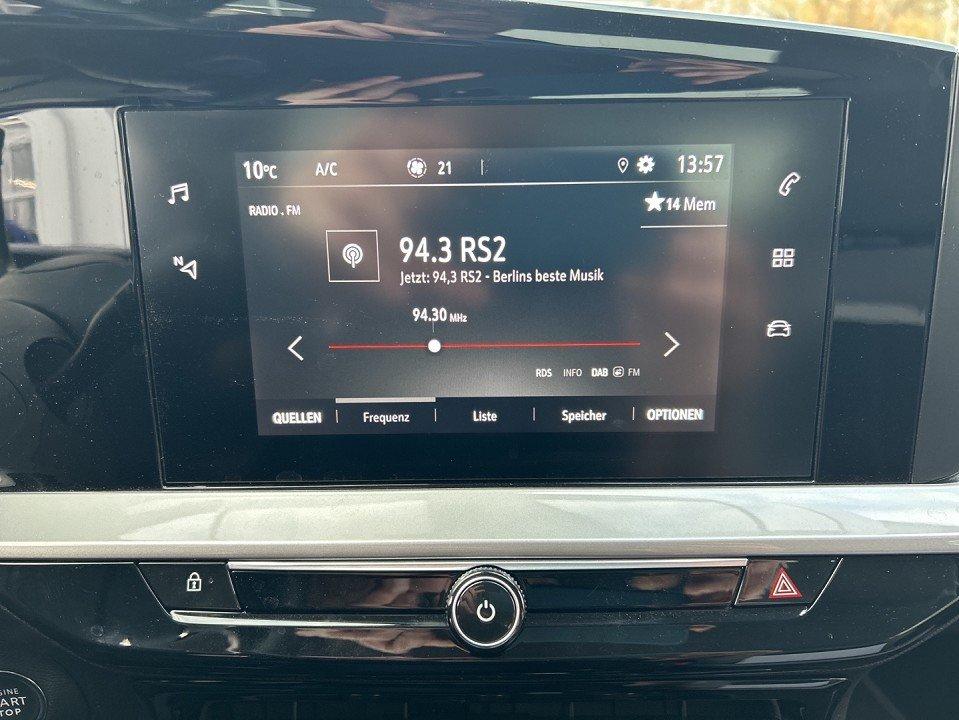 10°C A/C 21 13:57
RADIO . FM
14 Mem
N
94.3 RS2
Jetzt: 94,3 RS2 - Berlins beste Musik
94.30 MHz
RDS INFO DAB FM
QUELLEN Frequenz Liste Speicher OPTIONEN